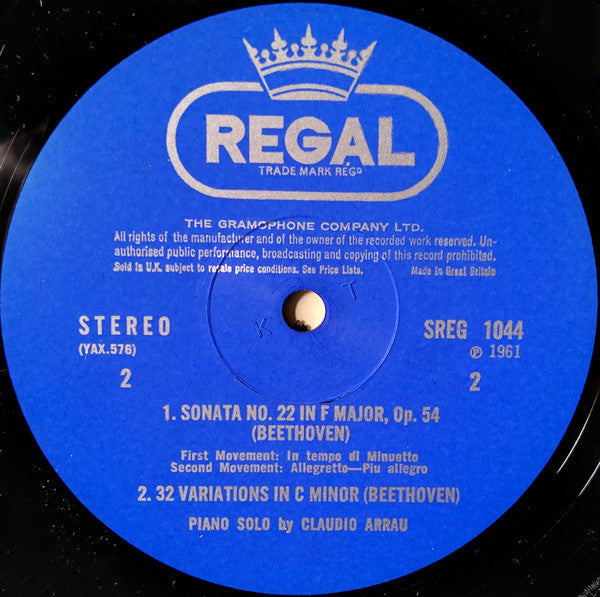 REGAL
TRADE MARK REGD
THE GRAMOPHONE COMPANY LTD.
All rights of the manufacturer and of the owner of the recorded work reserved. Un-
authorised public performance, broadcasting and copying of this record prohibited.
Sold in U.K. subject to resale price conditions. See Price Lists. Made in Great Britain
K T
STEREO SREG 1044
(YAX.576) ℗ 1961
2 2
1. SONATA NO. 22 IN F MAJOR, Op. 54
(BEETHOVEN)
First Movement: In tempo di Minuetto
Second Movement: Allegretto—Piu allegro
2. 32 VARIATIONS IN C MINOR (BEETHOVEN)
PIANO SOLO by CLAUDIO ARRAU